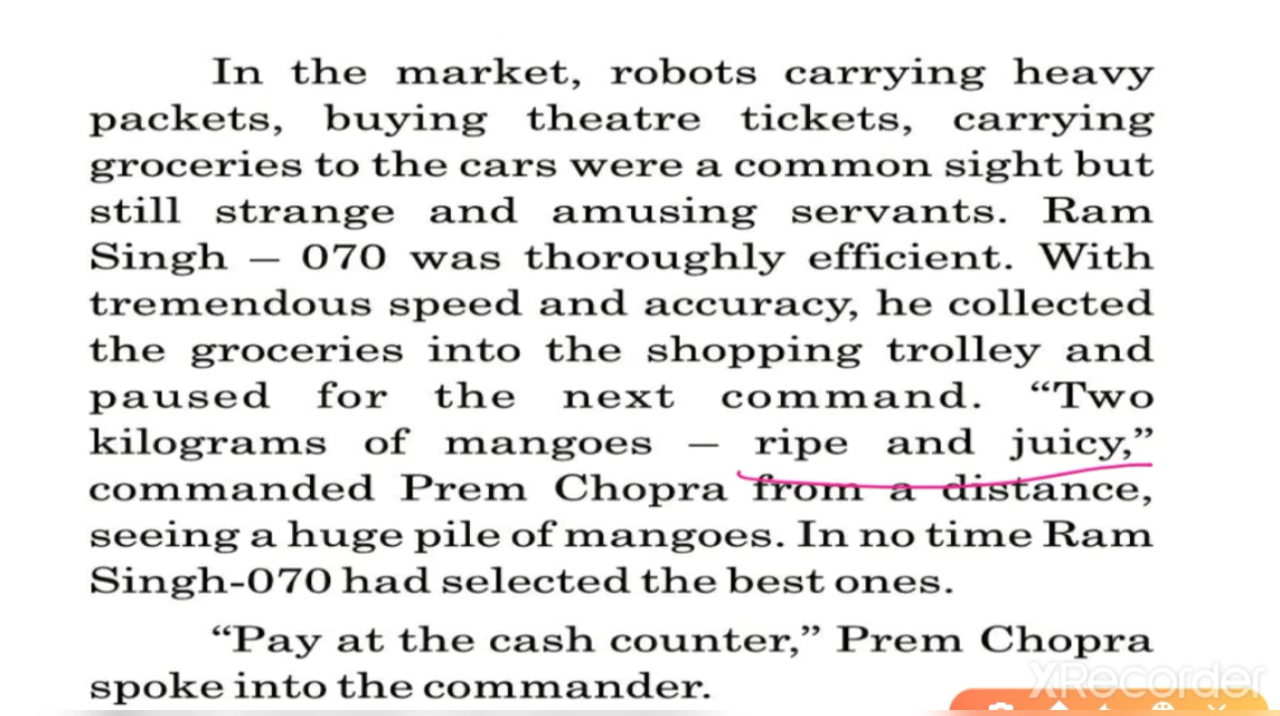 In the market, robots carrying heavy
packets, buying theatre tickets, carrying
groceries to the cars were a common sight but
still strange and amusing servants. Ram
Singh – 070 was thoroughly efficient. With
tremendous speed and accuracy, he collected
the groceries into the shopping trolley and
paused for the next command. “Two
kilograms of mangoes – ripe and juicy,”
commanded Prem Chopra from a distance,
seeing a huge pile of mangoes. In no time Ram
Singh-070 had selected the best ones.
“Pay at the cash counter,” Prem Chopra
spoke into the commander.
XRecorder